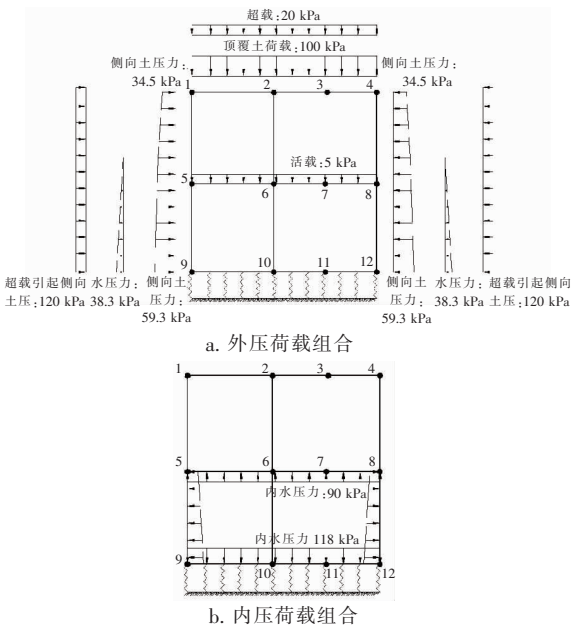 超载:20 kPa
顶覆土荷载:100 kPa
侧向土压力:
34.5 kPa
侧向土压力:
34.5 kPa
1 2 3 4
活载:5 kPa
5 6 7 8
9 10 11 12
超载引起侧向
土压:120 kPa
水压力:
38.3 kPa
侧向土
压力:
59.3 kPa
侧向土
压力:
59.3 kPa
水压力:
38.3 kPa
超载引起侧向
土压:120 kPa
a. 外压荷载组合
1 2 3 4
5 6 7 8
内水压力:90 kPa
内水压力 118 kPa
9 10 11 12
b. 内压荷载组合